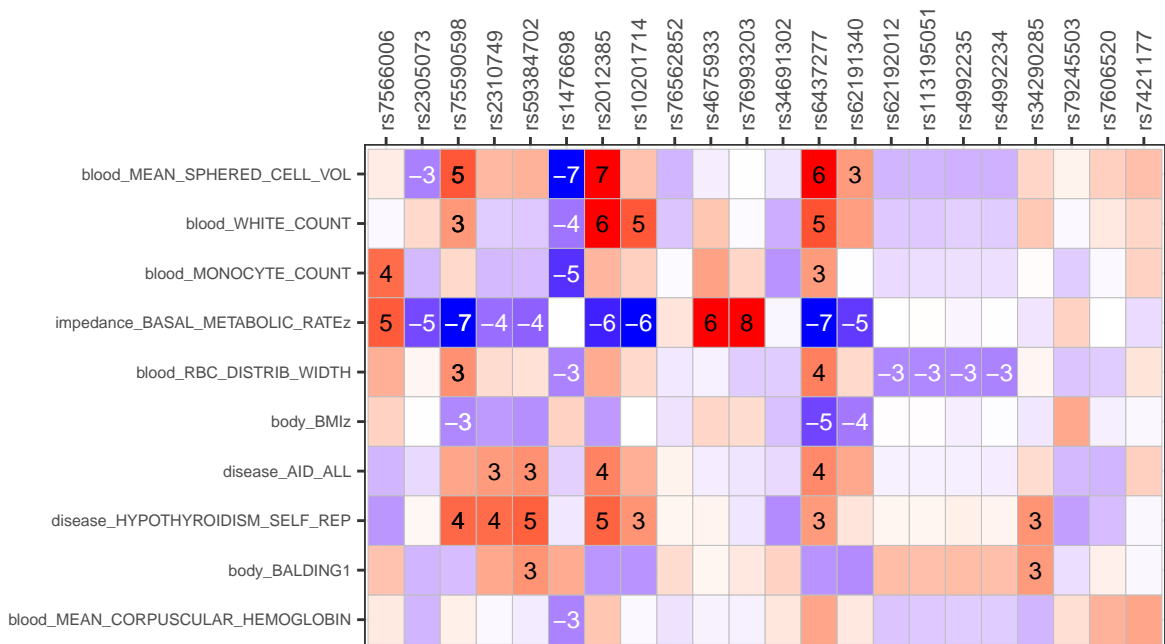 rs7566006 rs2305073 rs75590598 rs2310749 rs59384702 rs1476698 rs2012385 rs10201714 rs76562852 rs4675933 rs76993203 rs34691302 rs6437277 rs62191340 rs62192012 rs113195051 rs4992235 rs4992234 rs34290285 rs79245503 rs7606520 rs7421177
blood_MEAN_SPHERED_CELL_VOL −3 5 −7 7 6 3
blood_WHITE_COUNT 3 −4 6 5 5
blood_MONOCYTE_COUNT 4 −5 3
impedance_BASAL_METABOLIC_RATEz 5 −5 −7 −4 −4 −6 −6 6 8 −7 −5
blood_RBC_DISTRIB_WIDTH 3 −3 4 −3 −3 −3 −3
body_BMIz −3 −5 −4
disease_AID_ALL 3 3 4 4
disease_HYPOTHYROIDISM_SELF_REP 4 4 5 5 3 3 3
body_BALDING1 3 3
blood_MEAN_CORPUSCULAR_HEMOGLOBIN −3